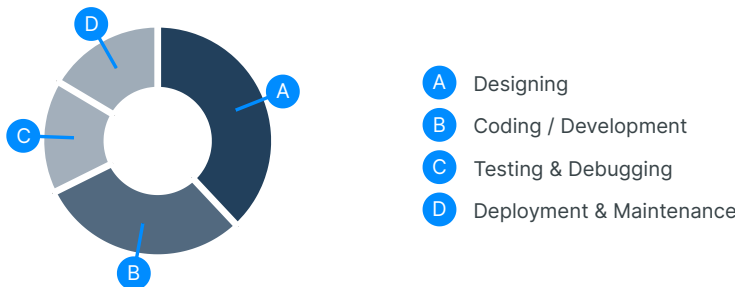 D
A
C
B
A Designing
B Coding / Development
C Testing & Debugging
D Deployment & Maintenance